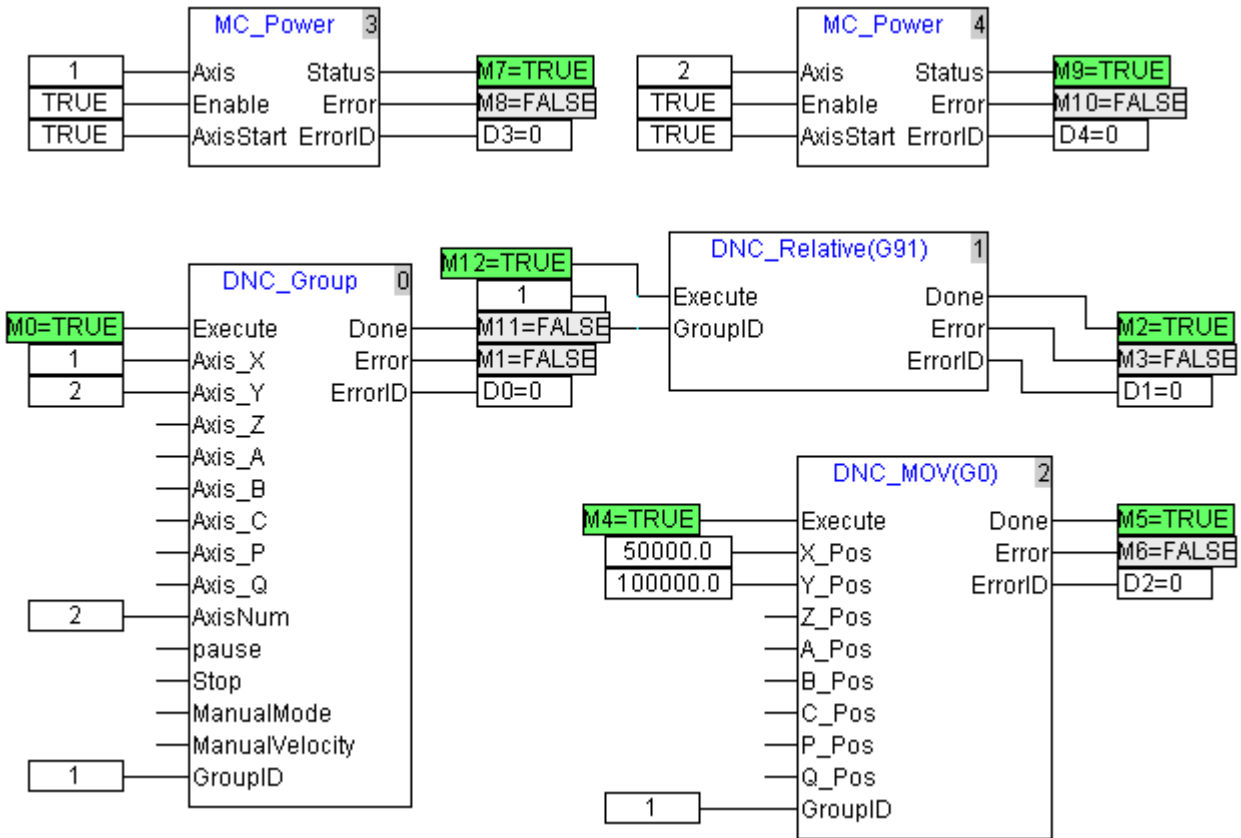 MC_Power 3
1 Axis Status M7=TRUE
TRUE Enable Error M8=FALSE
TRUE AxisStart ErrorID D3=0
MC_Power 4
2 Axis Status M9=TRUE
TRUE Enable Error M10=FALSE
TRUE AxisStart ErrorID D4=0
DNC_Group 0
M0=TRUE Execute Done M11=FALSE
1 Axis_X Error M1=FALSE
2 Axis_Y ErrorID D0=0
Axis_Z
Axis_A
Axis_B
Axis_C
Axis_P
Axis_Q
2 AxisNum
pause
Stop
ManualMode
ManualVelocity
1 GroupID
DNC_Relative(G91) 1
M12=TRUE Execute Done M2=TRUE
1 GroupID Error M3=FALSE
ErrorID D1=0
DNC_MOV(G0) 2
M4=TRUE Execute Done M5=TRUE
50000.0 X_Pos Error M6=FALSE
100000.0 Y_Pos ErrorID D2=0
Z_Pos
A_Pos
B_Pos
C_Pos
P_Pos
Q_Pos
1 GroupID